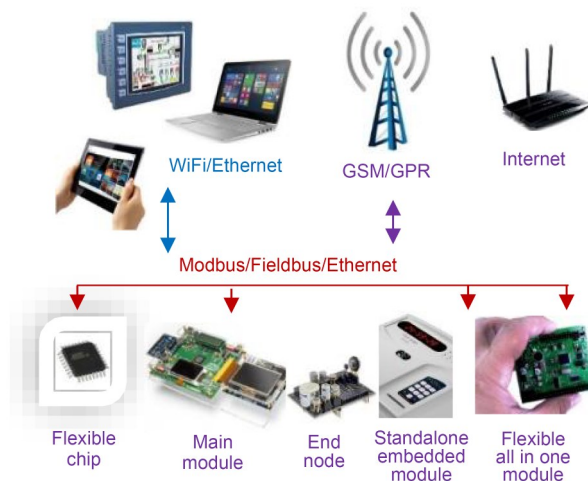 WiFi/Ethernet
GSM/GPR
Internet
Modbus/Fieldbus/Ethernet
Flexible
chip
Main
module
End
node
Standalone
embedded
module
Flexible
all in one
module